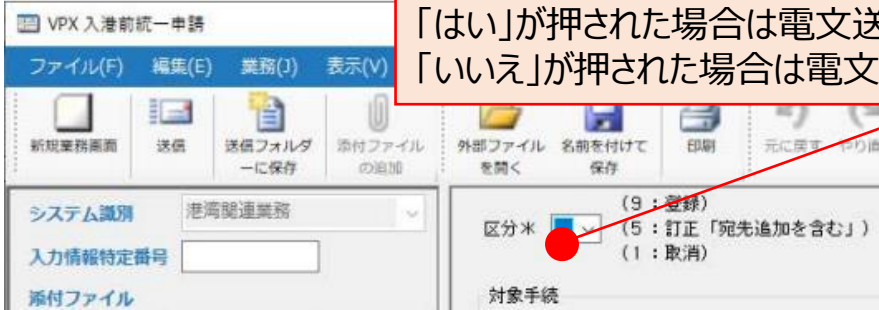 VPX 入港前統一申請
「はい」が押された場合は電文送
「いいえ」が押された場合は電文
ファイル(F) 編集(E) 業務(J) 表示(V)
新規業務画面 送信 送信フォルダーに保存 添付ファイルの追加 外部ファイルを開く 名前を付けて保存 印刷 元に戻す やり直
システム識別 港湾関連業務
入力情報特定番号
添付ファイル
(9:登録)
区分* (5:訂正「宛先追加を含む」)
(1:取消)
対象手続